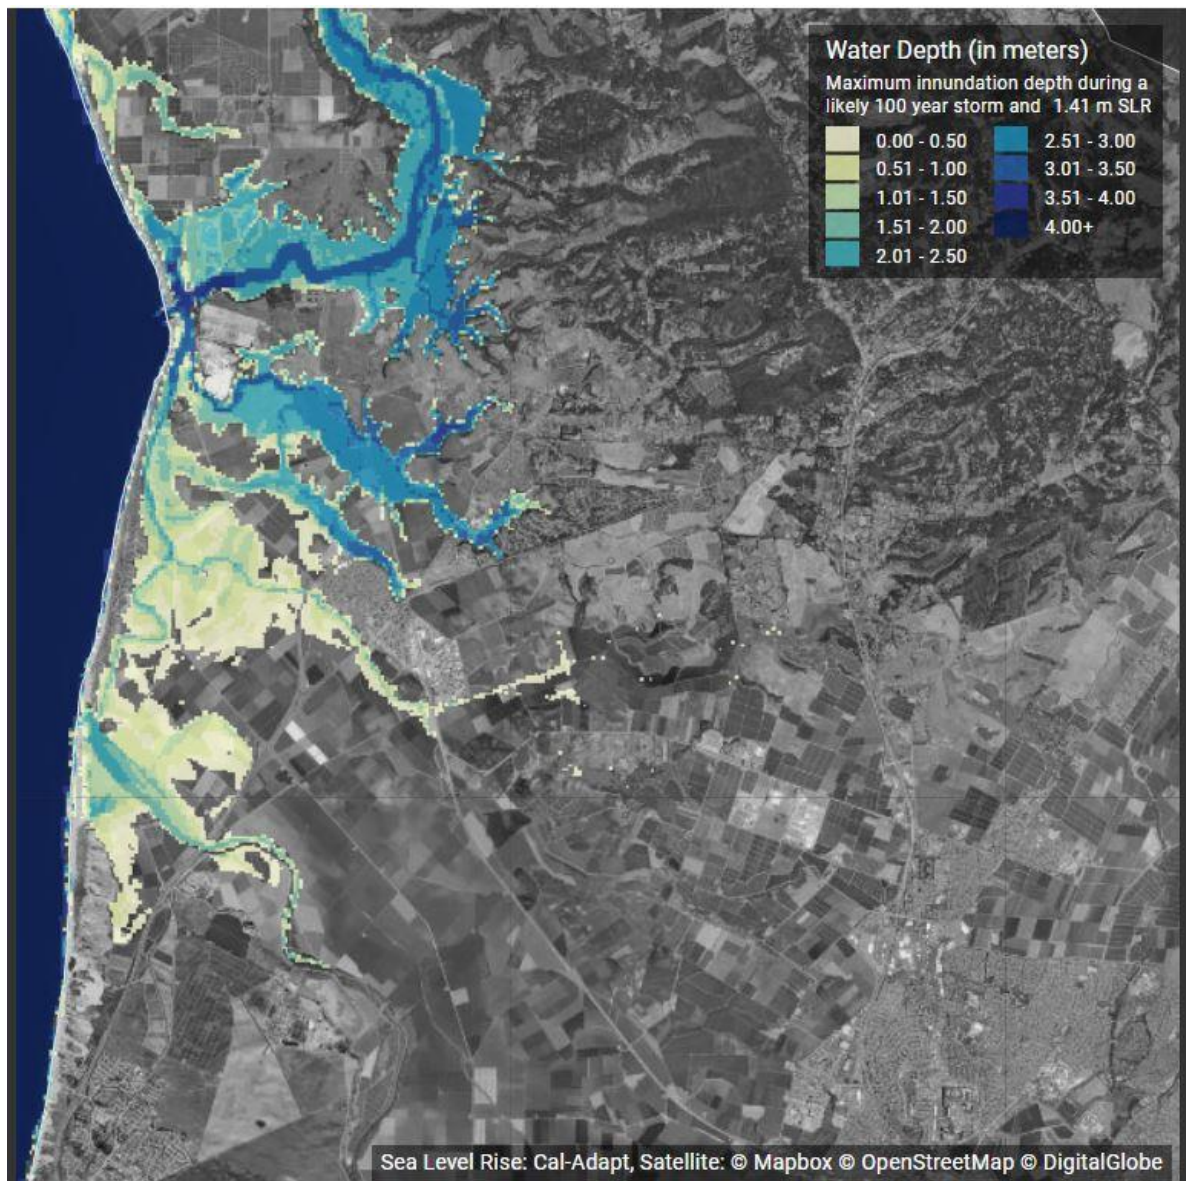 Water Depth (in meters)
Maximum innundation depth during a
likely 100 year storm and 1.41 m SLR
0.00 - 0.50
0.51 - 1.00
1.01 - 1.50
1.51 - 2.00
2.01 - 2.50
2.51 - 3.00
3.01 - 3.50
3.51 - 4.00
4.00+
Sea Level Rise: Cal-Adapt, Satellite: © Mapbox © OpenStreetMap © DigitalGlobe